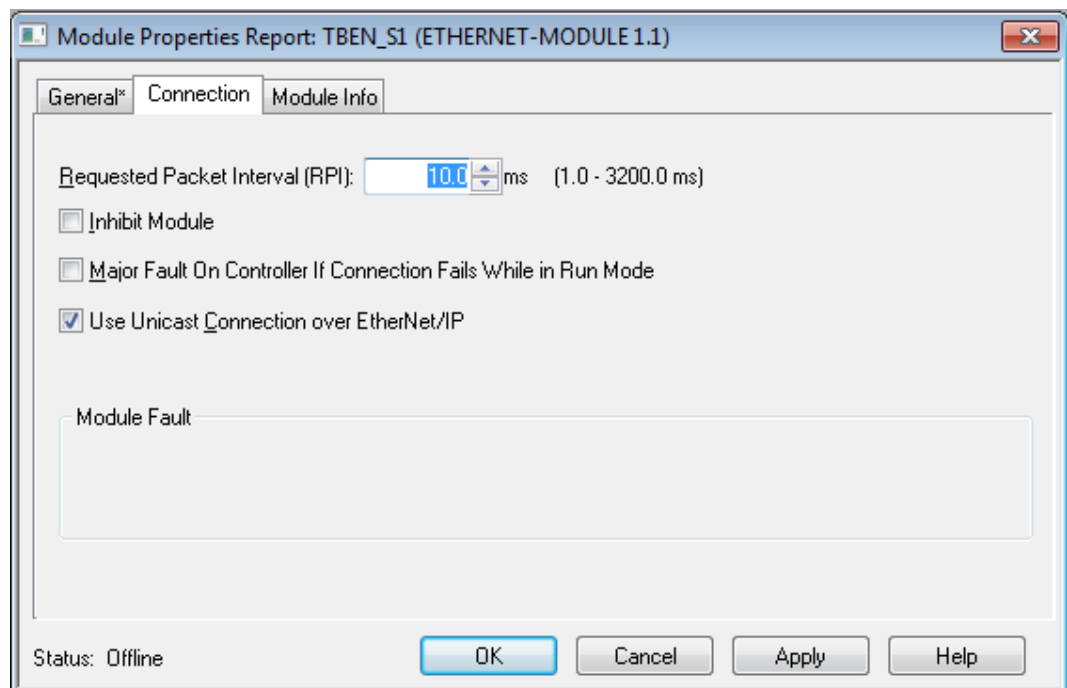 Module Properties Report: TBEN_S1 (ETHERNET-MODULE 1.1)
General* Connection Module Info
Requested Packet Interval (RPI): 10.0 ms (1.0 - 3200.0 ms)
Inhibit Module
Major Fault On Controller If Connection Fails While in Run Mode
Use Unicast Connection over EtherNet/IP
Module Fault
Status: Offline OK Cancel Apply Help